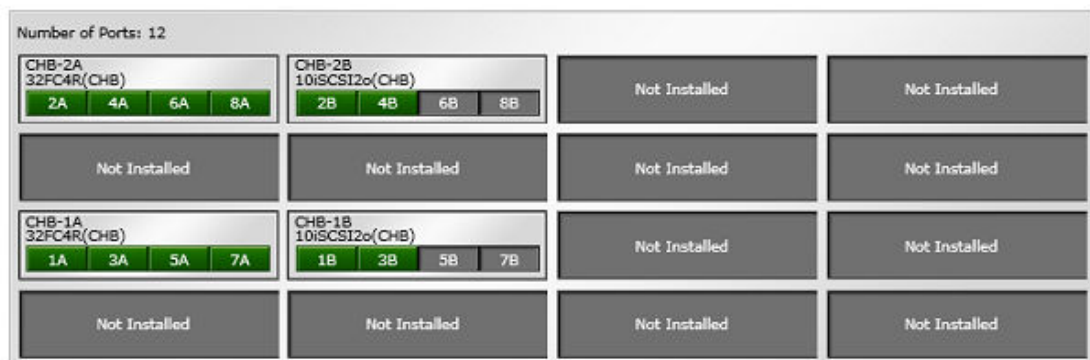 Number of Ports: 12
CHB-2A
32FC4R(CHB)
2A 4A 6A 8A
CHB-2B
10iSCSI2o(CHB)
2B 4B 6B 8B
Not Installed
Not Installed
Not Installed
Not Installed
Not Installed
Not Installed
CHB-1A
32FC4R(CHB)
1A 3A 5A 7A
CHB-1B
10iSCSI2o(CHB)
1B 3B 5B 7B
Not Installed
Not Installed
Not Installed
Not Installed
Not Installed
Not Installed